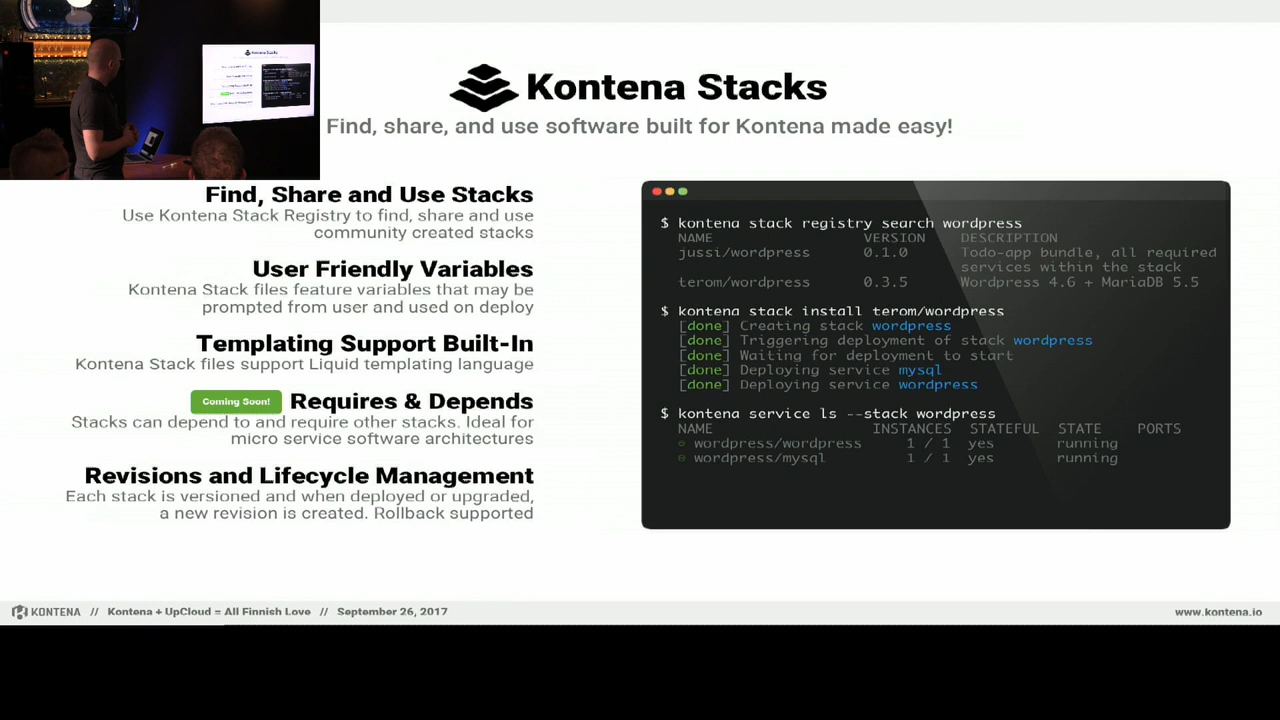 Kontena Stacks
Find, share, and use software built for Kontena made easy!
Find, Share and Use Stacks
Use Kontena Stack Registry to find, share and use
community created stacks
User Friendly Variables
Kontena Stack files feature variables that may be
prompted from user and used on deploy
Templating Support Built-In
Kontena Stack files support Liquid templating language
Coming Soon! Requires & Depends
Stacks can depend to and require other stacks. Ideal for
micro service software architectures
Revisions and Lifecycle Management
Each stack is versioned and when deployed or upgraded,
a new revision is created. Rollback supported
$ kontena stack registry search wordpress
NAME VERSION DESCRIPTION
jussi/wordpress 0.1.0 Todo-app bundle, all required
services within the stack
terom/wordpress 0.3.5 Wordpress 4.6 + MariaDB 5.5
$ kontena stack install terom/wordpress
[done] Creating stack wordpress
[done] Triggering deployment of stack wordpress
[done] Waiting for deployment to start
[done] Deploying service mysql
[done] Deploying service wordpress
$ kontena service ls --stack wordpress
NAME INSTANCES STATEFUL STATE PORTS
wordpress/wordpress 1 / 1 yes running
wordpress/mysql 1 / 1 yes running
KONTENA // Kontena + UpCloud = All Finnish Love // September 26, 2017
www.kontena.io